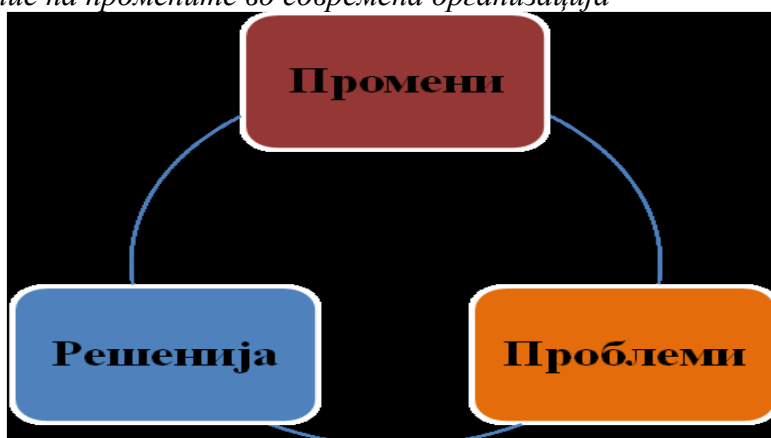 на промените во современа организација
Промени
Решенија
Проблеми